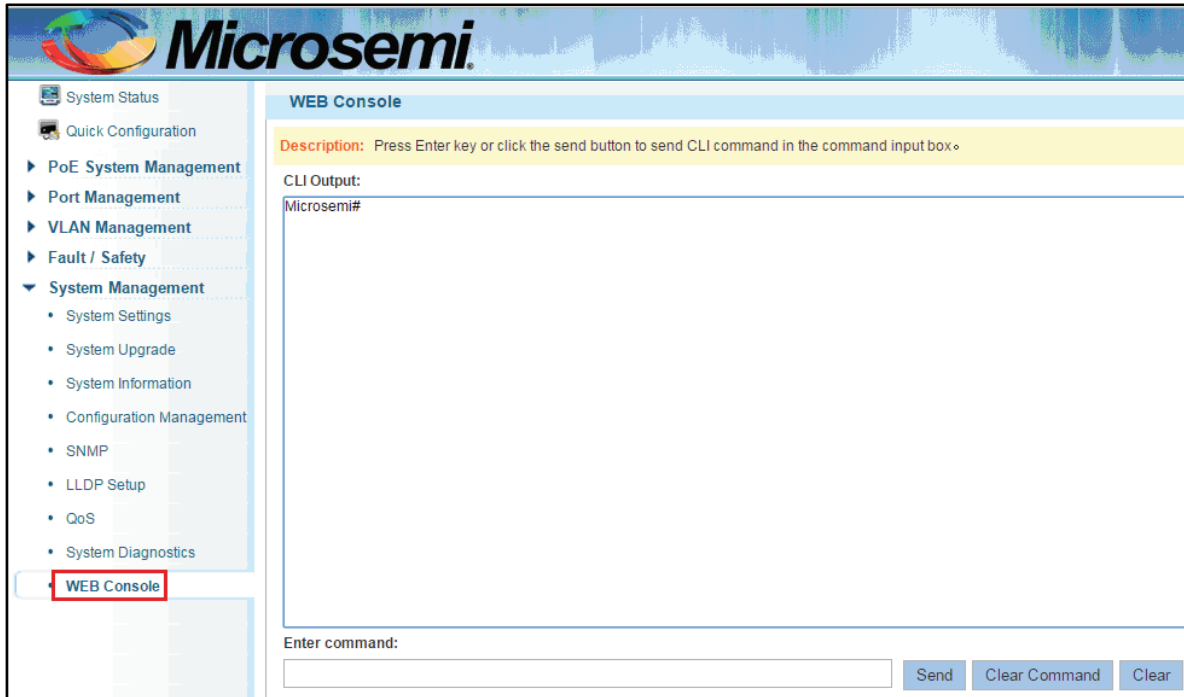 Microsemi
System Status
Quick Configuration
PoE System Management
Port Management
VLAN Management
Fault / Safety
System Management
System Settings
System Upgrade
System Information
Configuration Management
SNMP
LLDP Setup
QoS
System Diagnostics
WEB Console
WEB Console
Description: Press Enter key or click the send button to send CLI command in the command input box。
CLI Output:
Microsemi#
Enter command:
Send Clear Command Clear